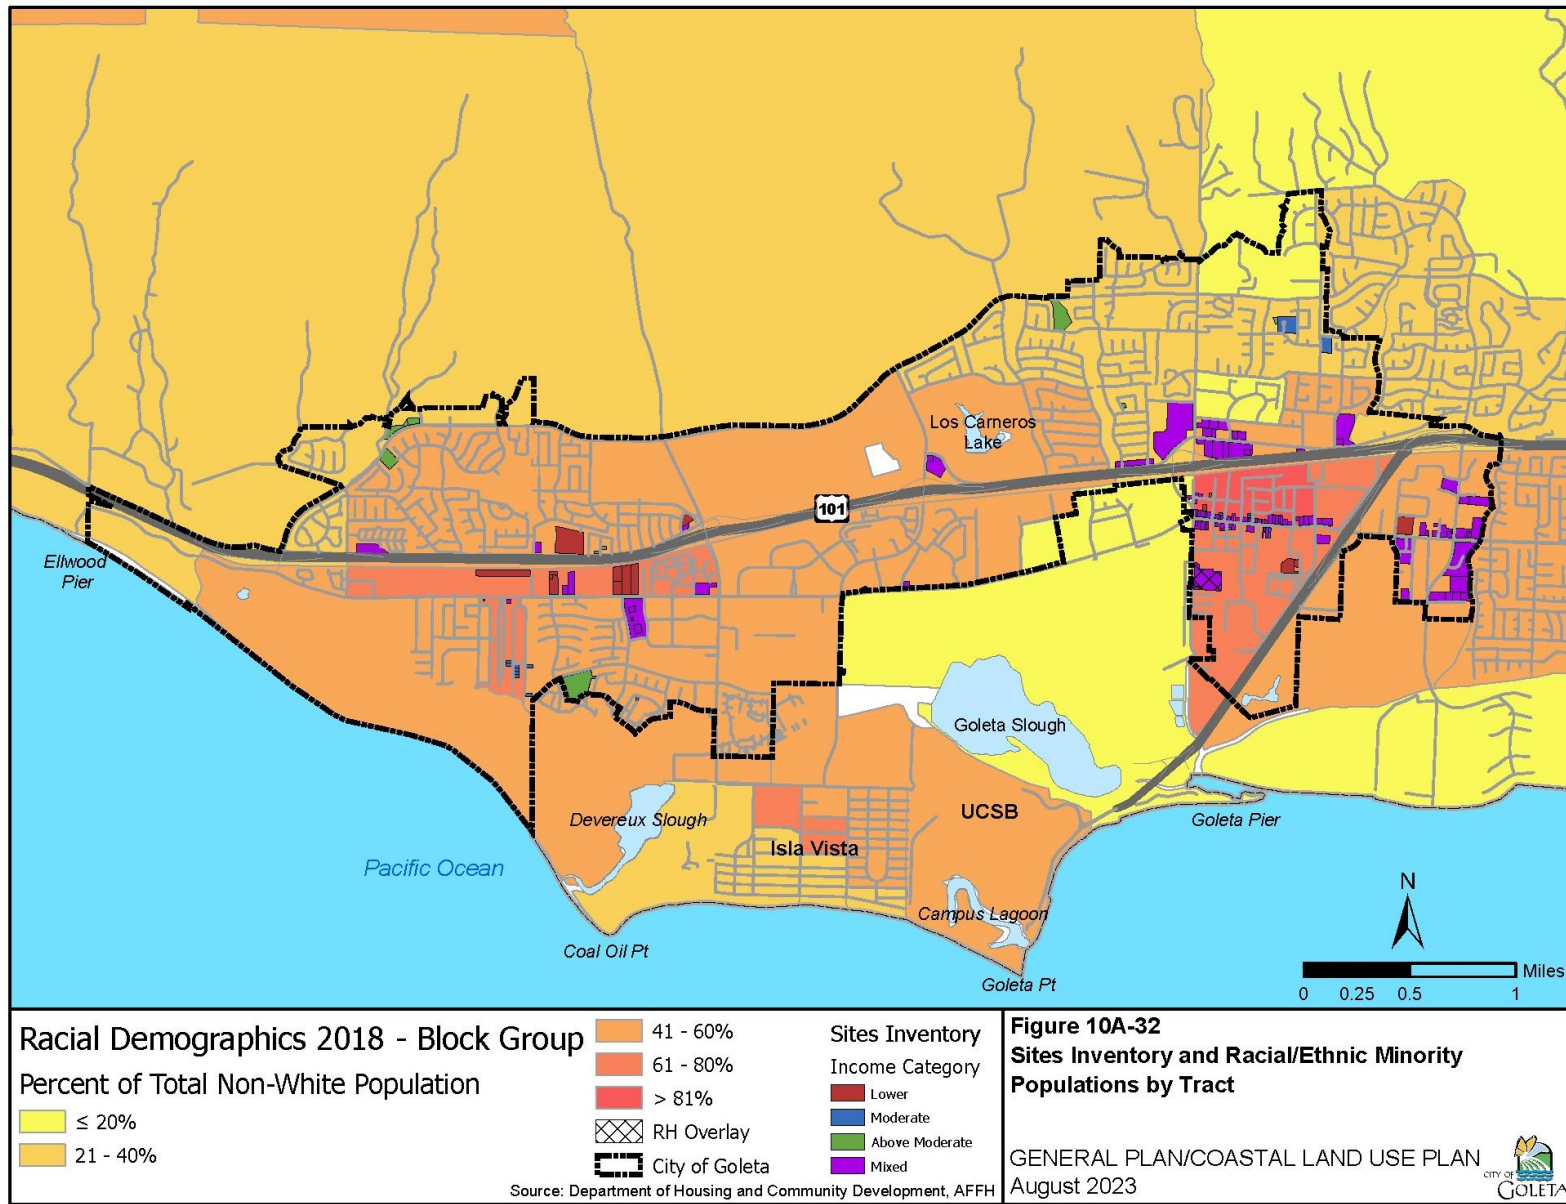 Los Carneros
Lake
101
Ellwood
Pier
Goleta Slough
Devereux Slough
UCSB
Goleta Pier
Isla Vista
Pacific Ocean
Campus Lagoon
N
Coal Oil Pt
Goleta Pt
Miles
0 0.25 0.5 1
Racial Demographics 2018 - Block Group
Percent of Total Non-White Population
≤ 20%
21 - 40%
41 - 60%
61 - 80%
> 81%
RH Overlay
City of Goleta
Sites Inventory
Income Category
Lower
Moderate
Above Moderate
Mixed
Source: Department of Housing and Community Development, AFFH
Figure 10A-32
Sites Inventory and Racial/Ethnic Minority
Populations by Tract
GENERAL PLAN/COASTAL LAND USE PLAN
August 2023
CITY OF
GOLETA